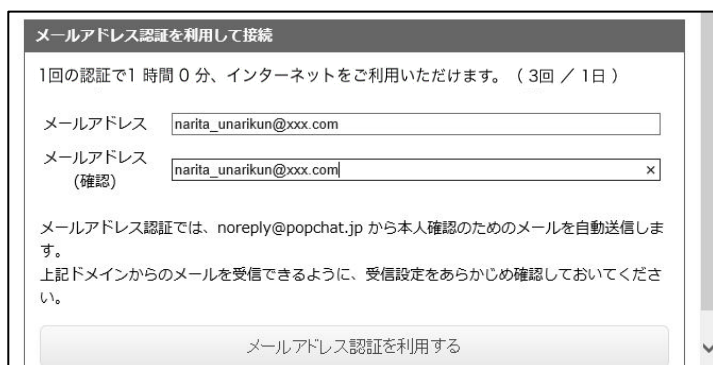 メールアドレス認証を利用して接続
1回の認証で1 時間 0 分、インターネットをご利用いただけます。（ 3回 ／ 1日 ）
メールアドレス narita_unarikun@xxx.com
メールアドレス
(確認) narita_unarikun@xxx.com ×
メールアドレス認証では、noreply@popchat.jp から本人確認のためのメールを自動送信しま
す。
上記ドメインからのメールを受信できるように、受信設定をあらかじめ確認しておいてくださ
い。
メールアドレス認証を利用する